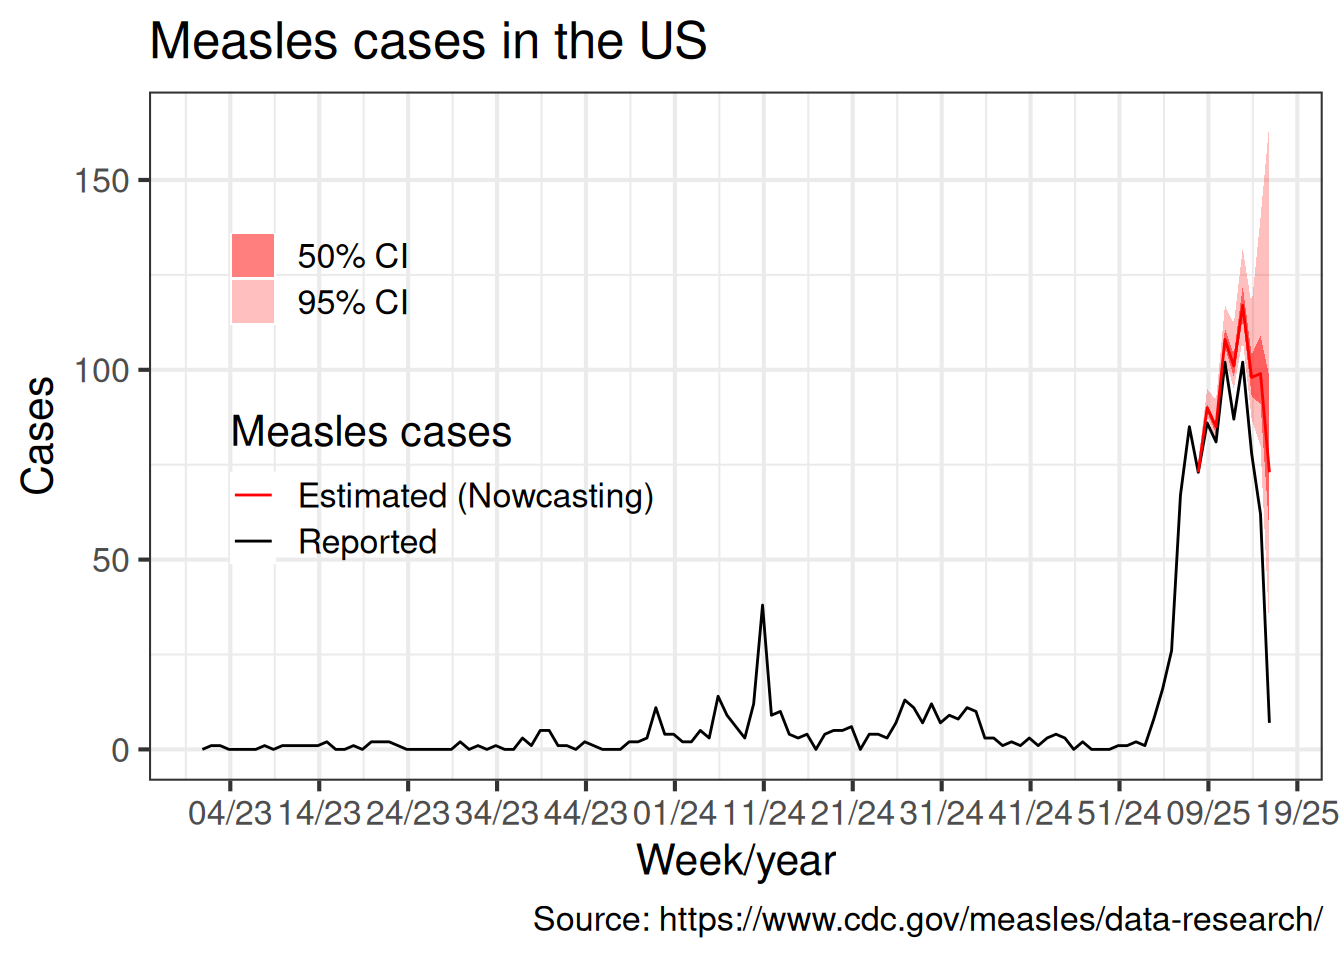 Measles cases in the US
Cases
150
100
50
0
50% CI
95% CI
Measles cases
Estimated (Nowcasting)
Reported
04/23 14/23 24/23 34/23 44/23 01/24 11/24 21/24 31/24 41/24 51/24 09/25 19/25
Week/year
Source: https://www.cdc.gov/measles/data-research/